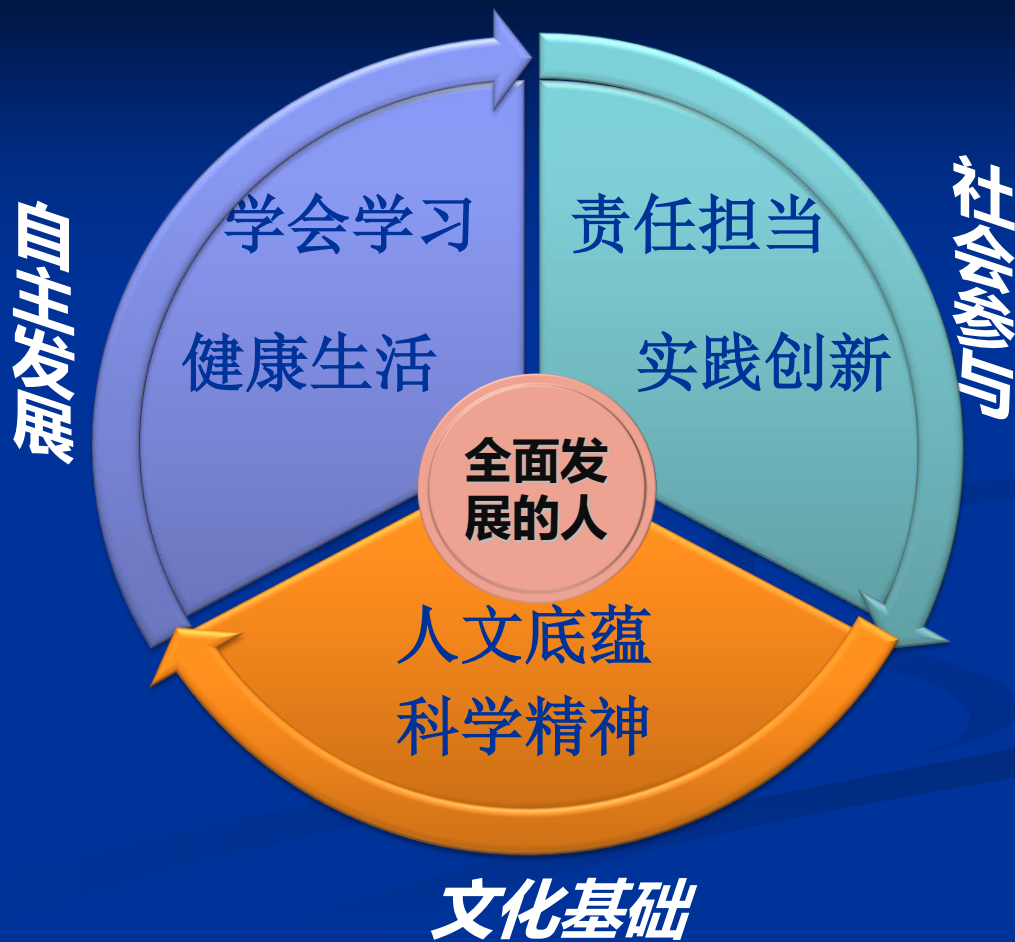 自主发展
学会学习
健康生活
社会参与
责任担当
实践创新
全面发
展的人
人文底蕴
科学精神
文化基础